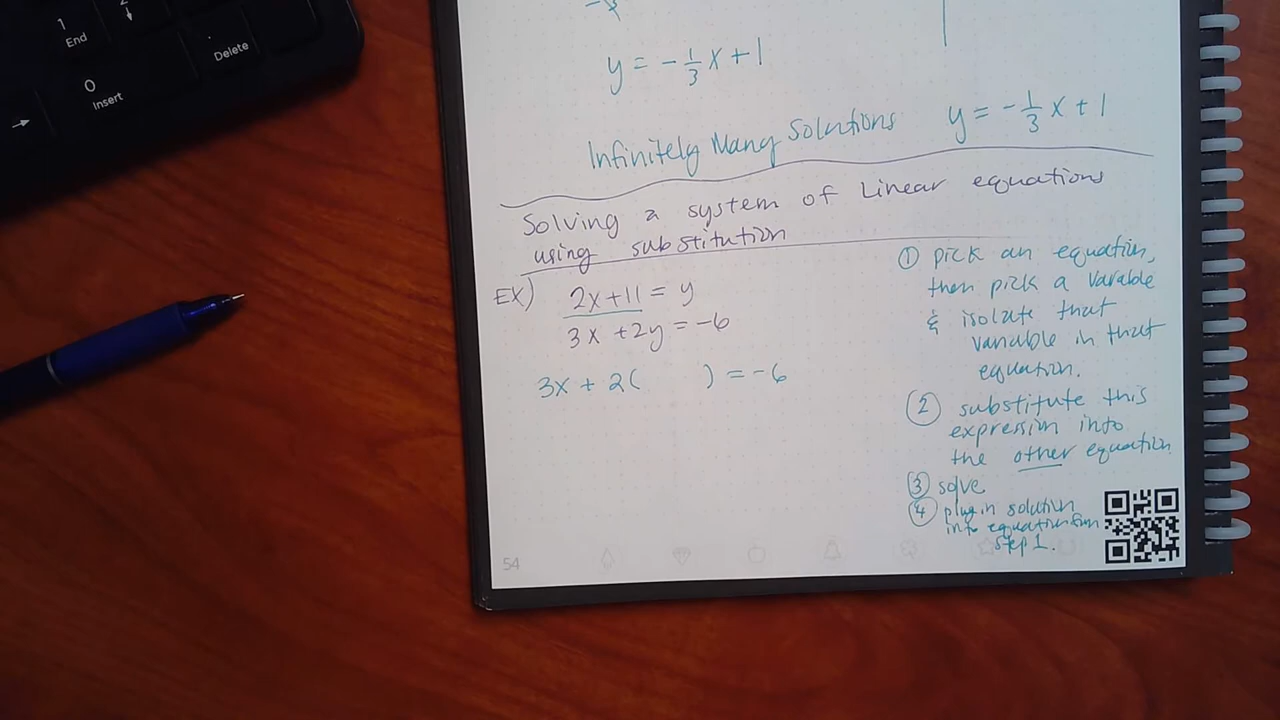 1
End
↓
.
Delete
0
Insert
→
y = -1/3 x + 1
Infinitely Many Solutions
y = -1/3 x + 1
Solving a system of Linear equations
using substitution
EX) 2x+11 = y
3x + 2y = -6
3x + 2( ) = -6
① pick an equation,
then pick a variable
& isolate that
variable in that
equation.
② substitute this
expression into
the other equation
③ solve
④ plug in solution
into equation from
step 1.
54